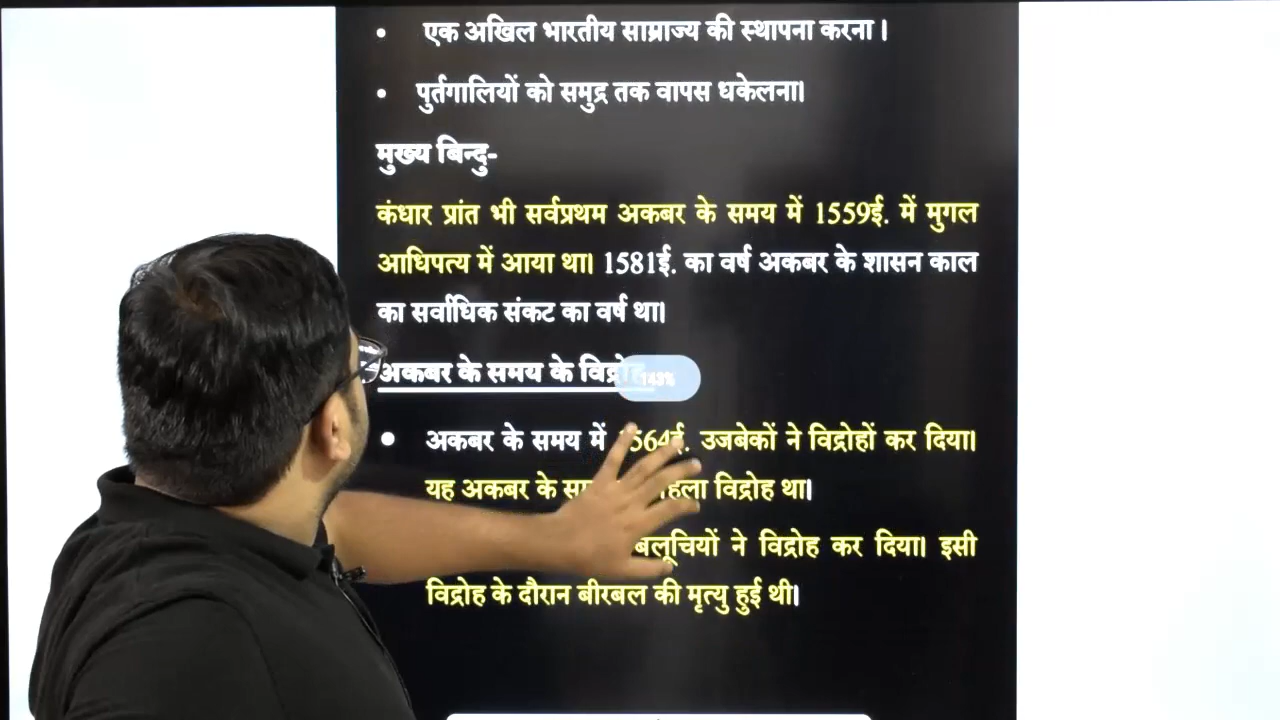 • एक अखिल भारतीय साम्राज्य की स्थापना करना ।
• पुर्तगालियों को समुद्र तक वापस धकेलना।
मुख्य बिन्दु-
कंधार प्रांत भी सर्वप्रथम अकबर के समय में 1559ई. में मुगल
आधिपत्य में आया था। 1581ई. का वर्ष अकबर के शासन काल
का सर्वाधिक संकट का वर्ष था।
अकबर के समय के विद्रोह
143%
• अकबर के समय में 1564ई. उजबेकों ने विद्रोहों कर दिया।
यह अकबर के विद्रोह था।
बलूचियों ने विद्रोह कर दिया। इसी
विद्रोह के दौरान बीरबल की मृत्यु हुई थी।